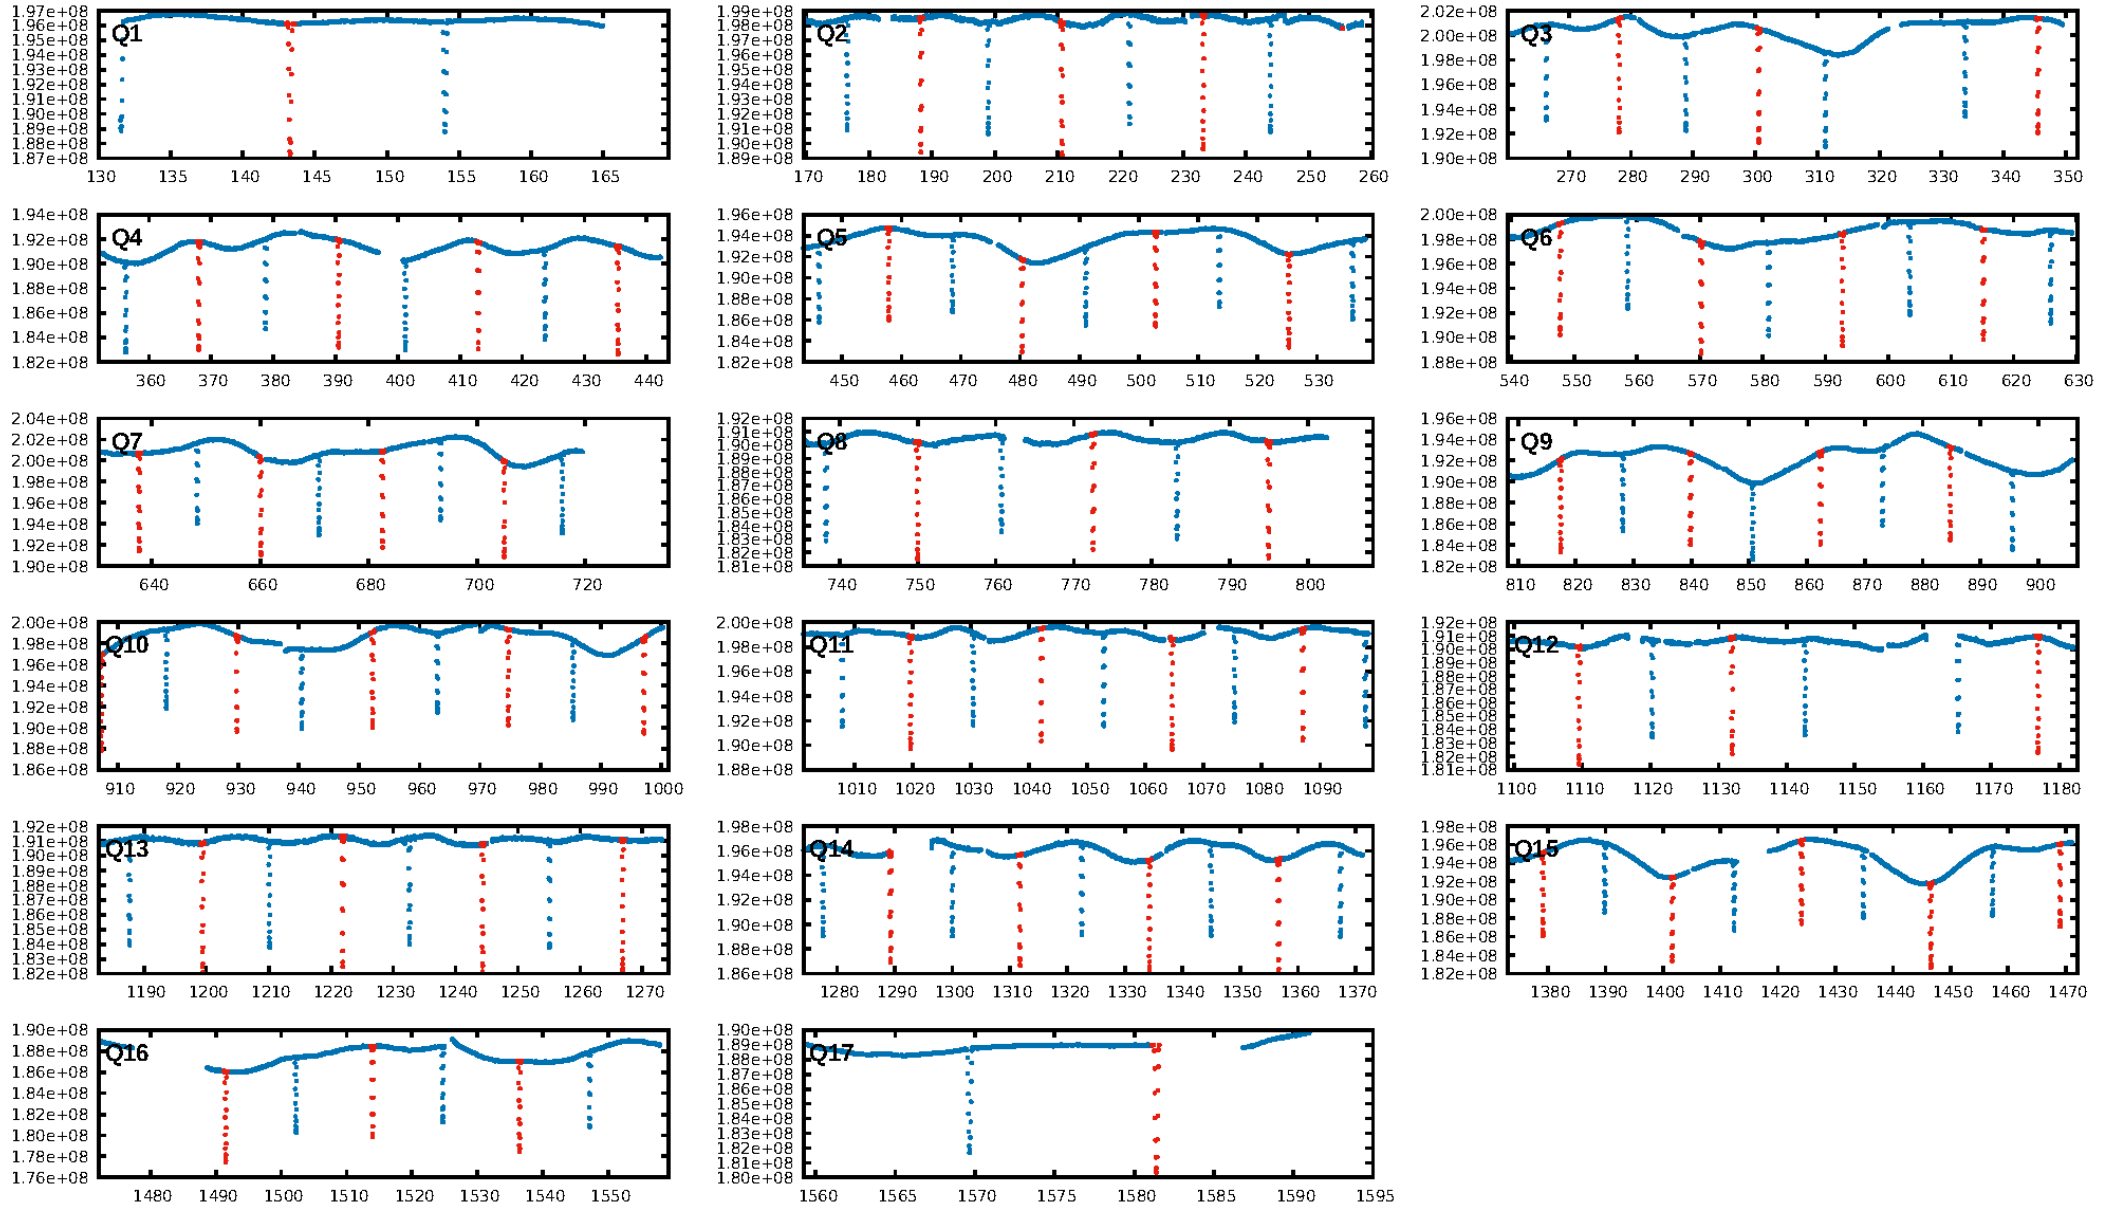 1.97e+08
1.96e+08
1.95e+08
1.94e+08
1.93e+08
1.92e+08
1.91e+08
1.90e+08
1.89e+08
1.88e+08
1.87e+08
Q1
130 135 140 145 150 155 160 165
1.99e+08
1.98e+08
1.97e+08
1.96e+08
1.95e+08
1.94e+08
1.93e+08
1.92e+08
1.91e+08
1.90e+08
1.89e+08
Q2
170 180 190 200 210 220 230 240 250 260
2.02e+08
2.00e+08
1.98e+08
1.96e+08
1.94e+08
1.92e+08
1.90e+08
Q3
270 280 290 300 310 320 330 340 350
1.94e+08
1.92e+08
1.90e+08
1.88e+08
1.86e+08
1.84e+08
1.82e+08
Q4
360 370 380 390 400 410 420 430 440
1.96e+08
1.94e+08
1.92e+08
1.90e+08
1.88e+08
1.86e+08
1.84e+08
1.82e+08
Q5
450 460 470 480 490 500 510 520 530
2.00e+08
1.98e+08
1.96e+08
1.94e+08
1.92e+08
1.90e+08
1.88e+08
Q6
540 550 560 570 580 590 600 610 620 630
2.04e+08
2.02e+08
2.00e+08
1.98e+08
1.96e+08
1.94e+08
1.92e+08
1.90e+08
Q7
640 660 680 700 720
1.92e+08
1.91e+08
1.90e+08
1.89e+08
1.88e+08
1.87e+08
1.86e+08
1.85e+08
1.84e+08
1.83e+08
1.82e+08
1.81e+08
Q8
740 750 760 770 780 790 800
1.96e+08
1.94e+08
1.92e+08
1.90e+08
1.88e+08
1.86e+08
1.84e+08
1.82e+08
Q9
810 820 830 840 850 860 870 880 890 900
2.00e+08
1.98e+08
1.96e+08
1.94e+08
1.92e+08
1.90e+08
1.88e+08
1.86e+08
Q10
910 920 930 940 950 960 970 980 990 1000
2.00e+08
1.98e+08
1.96e+08
1.94e+08
1.92e+08
1.90e+08
1.88e+08
Q11
1010 1020 1030 1040 1050 1060 1070 1080 1090
1.92e+08
1.91e+08
1.90e+08
1.89e+08
1.88e+08
1.87e+08
1.86e+08
1.85e+08
1.84e+08
1.83e+08
1.82e+08
1.81e+08
Q12
1100 1110 1120 1130 1140 1150 1160 1170 1180
1.92e+08
1.91e+08
1.90e+08
1.89e+08
1.88e+08
1.87e+08
1.86e+08
1.85e+08
1.84e+08
1.83e+08
1.82e+08
Q13
1190 1200 1210 1220 1230 1240 1250 1260 1270
1.98e+08
1.96e+08
1.94e+08
1.92e+08
1.90e+08
1.88e+08
1.86e+08
Q14
1280 1290 1300 1310 1320 1330 1340 1350 1360 1370
1.98e+08
1.96e+08
1.94e+08
1.92e+08
1.90e+08
1.88e+08
1.86e+08
1.84e+08
1.82e+08
Q15
1380 1390 1400 1410 1420 1430 1440 1450 1460 1470
1.90e+08
1.88e+08
1.86e+08
1.84e+08
1.82e+08
1.80e+08
1.78e+08
1.76e+08
Q16
1480 1490 1500 1510 1520 1530 1540 1550
1.90e+08
1.89e+08
1.88e+08
1.87e+08
1.86e+08
1.85e+08
1.84e+08
1.83e+08
1.82e+08
1.81e+08
1.80e+08
Q17
1560 1565 1570 1575 1580 1585 1590 1595